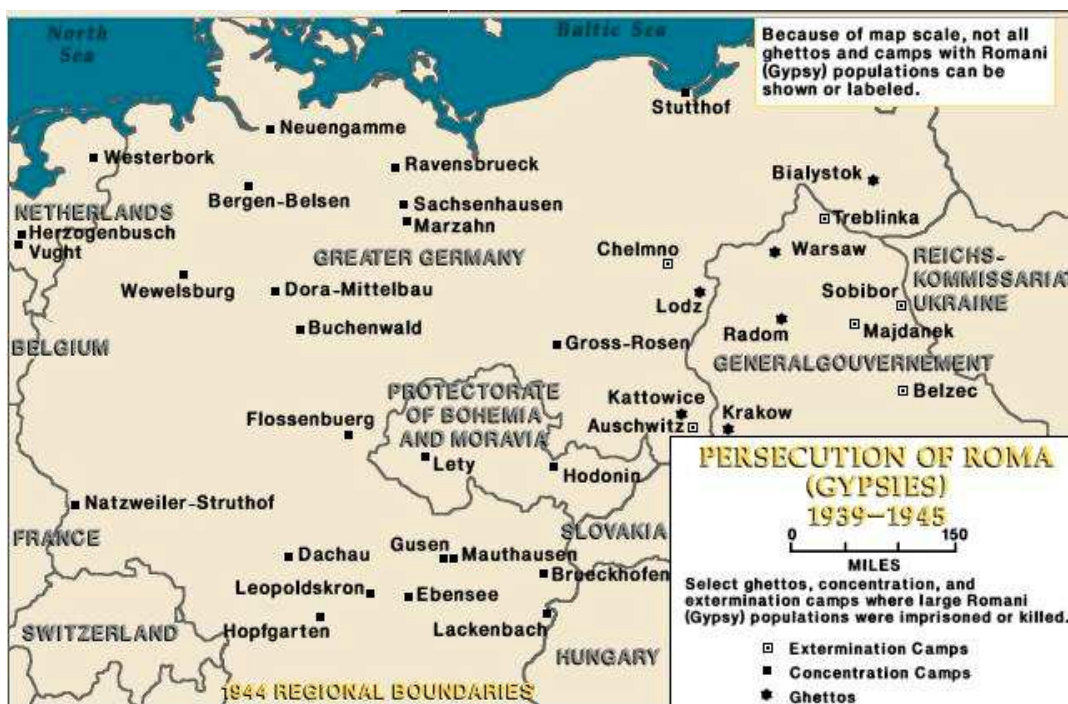 North
Sea
Baltic Sea
Because of map scale, not all
ghettos and camps with Romani
(Gypsy) populations can be
shown or labeled.
Stutthof
Neuengamme
Westerbork
Ravensbrueck
Bialystok
Bergen-Belsen
Sachsenhausen
NETHERLANDS
Treblinka
Marzahn
Herzogenbusch
Vught
Chelmno
Warsaw
GREATER GERMANY
REICHS-
KOMMISSARIAT
UKRAINE
Wewelsburg
Dora-Mittelbau
Lodz
Sobibor
Buchenwald
Radom
Majdanek
BELGIUM
Gross-Rosen
GENERALGOUVERNEMENT
PROTECTORATE
OF BOHEMIA
AND MORAVIA
Kattowice
Belzec
Flossenbuerg
Krakow
Auschwitz
Lety
Hodonin
PERSECUTION OF ROMA
(GYPSIES)
1939–1945
Natzweiler-Struthof
FRANCE
SLOVAKIA
0 150
MILES
Gusen
Mauthausen
Dachau
Brueckhofen
Select ghettos, concentration, and
extermination camps where large Romani
(Gypsy) populations were imprisoned or killed.
Leopoldskron
Ebensee
Hopfgarten
Lackenbach
SWITZERLAND
HUNGARY
Extermination Camps
Concentration Camps
Ghettos
1944 REGIONAL BOUNDARIES